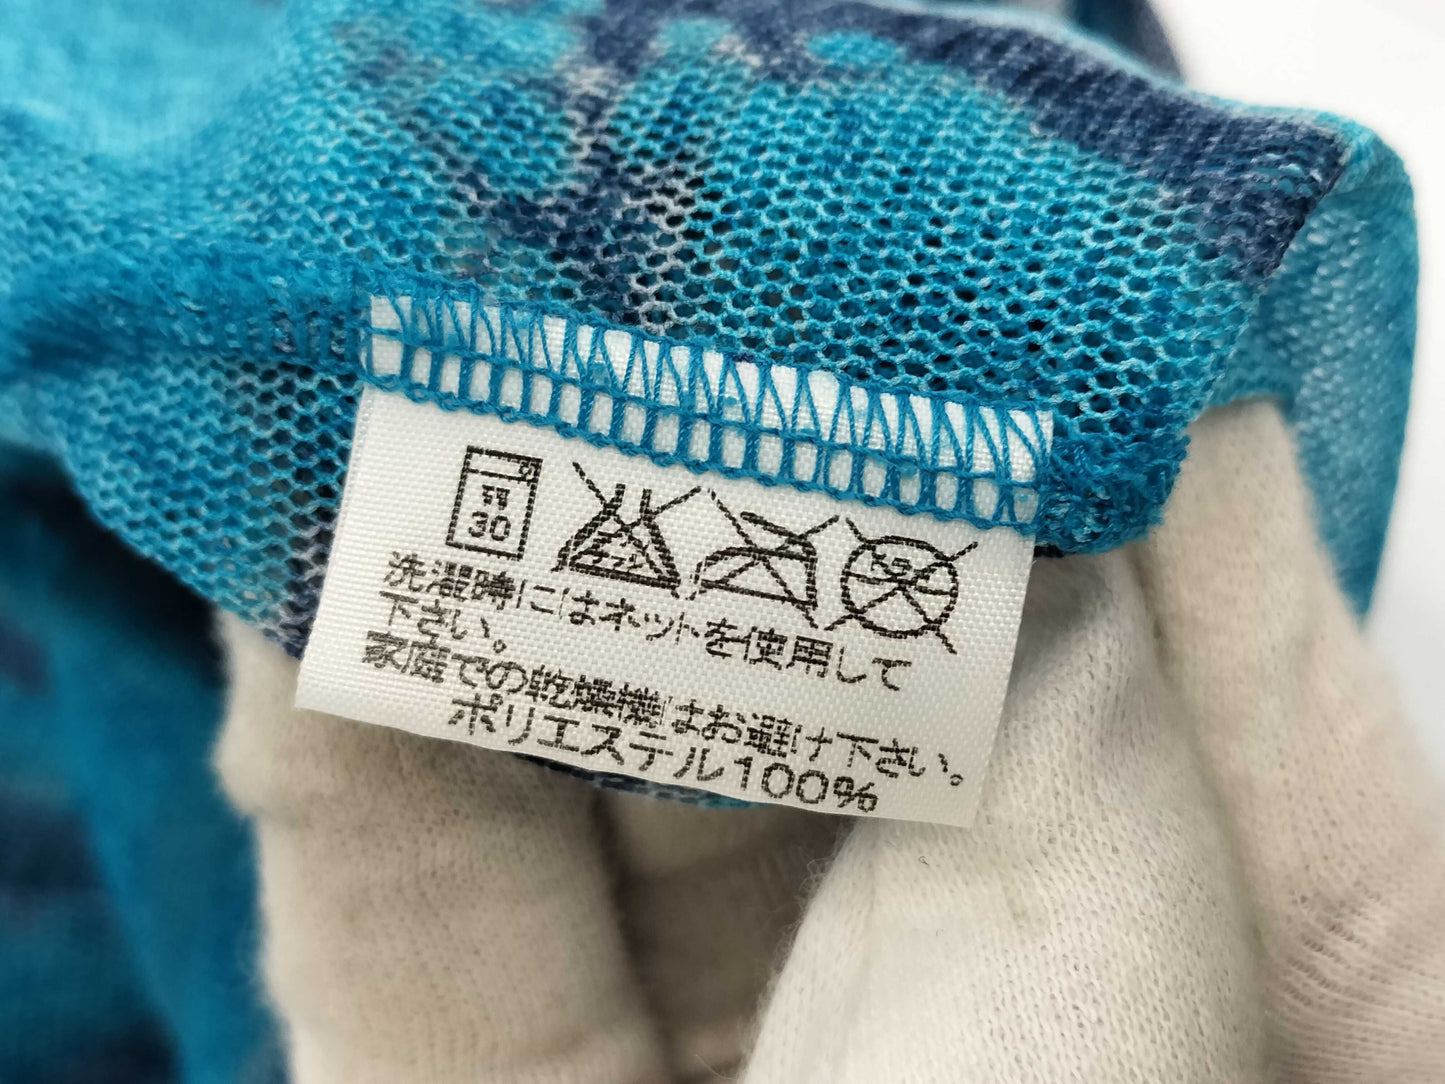 弱
30
洗濯時にはネットを使用して
下さい。
家庭での乾燥機はお避け下さい。
ポリエステル100%